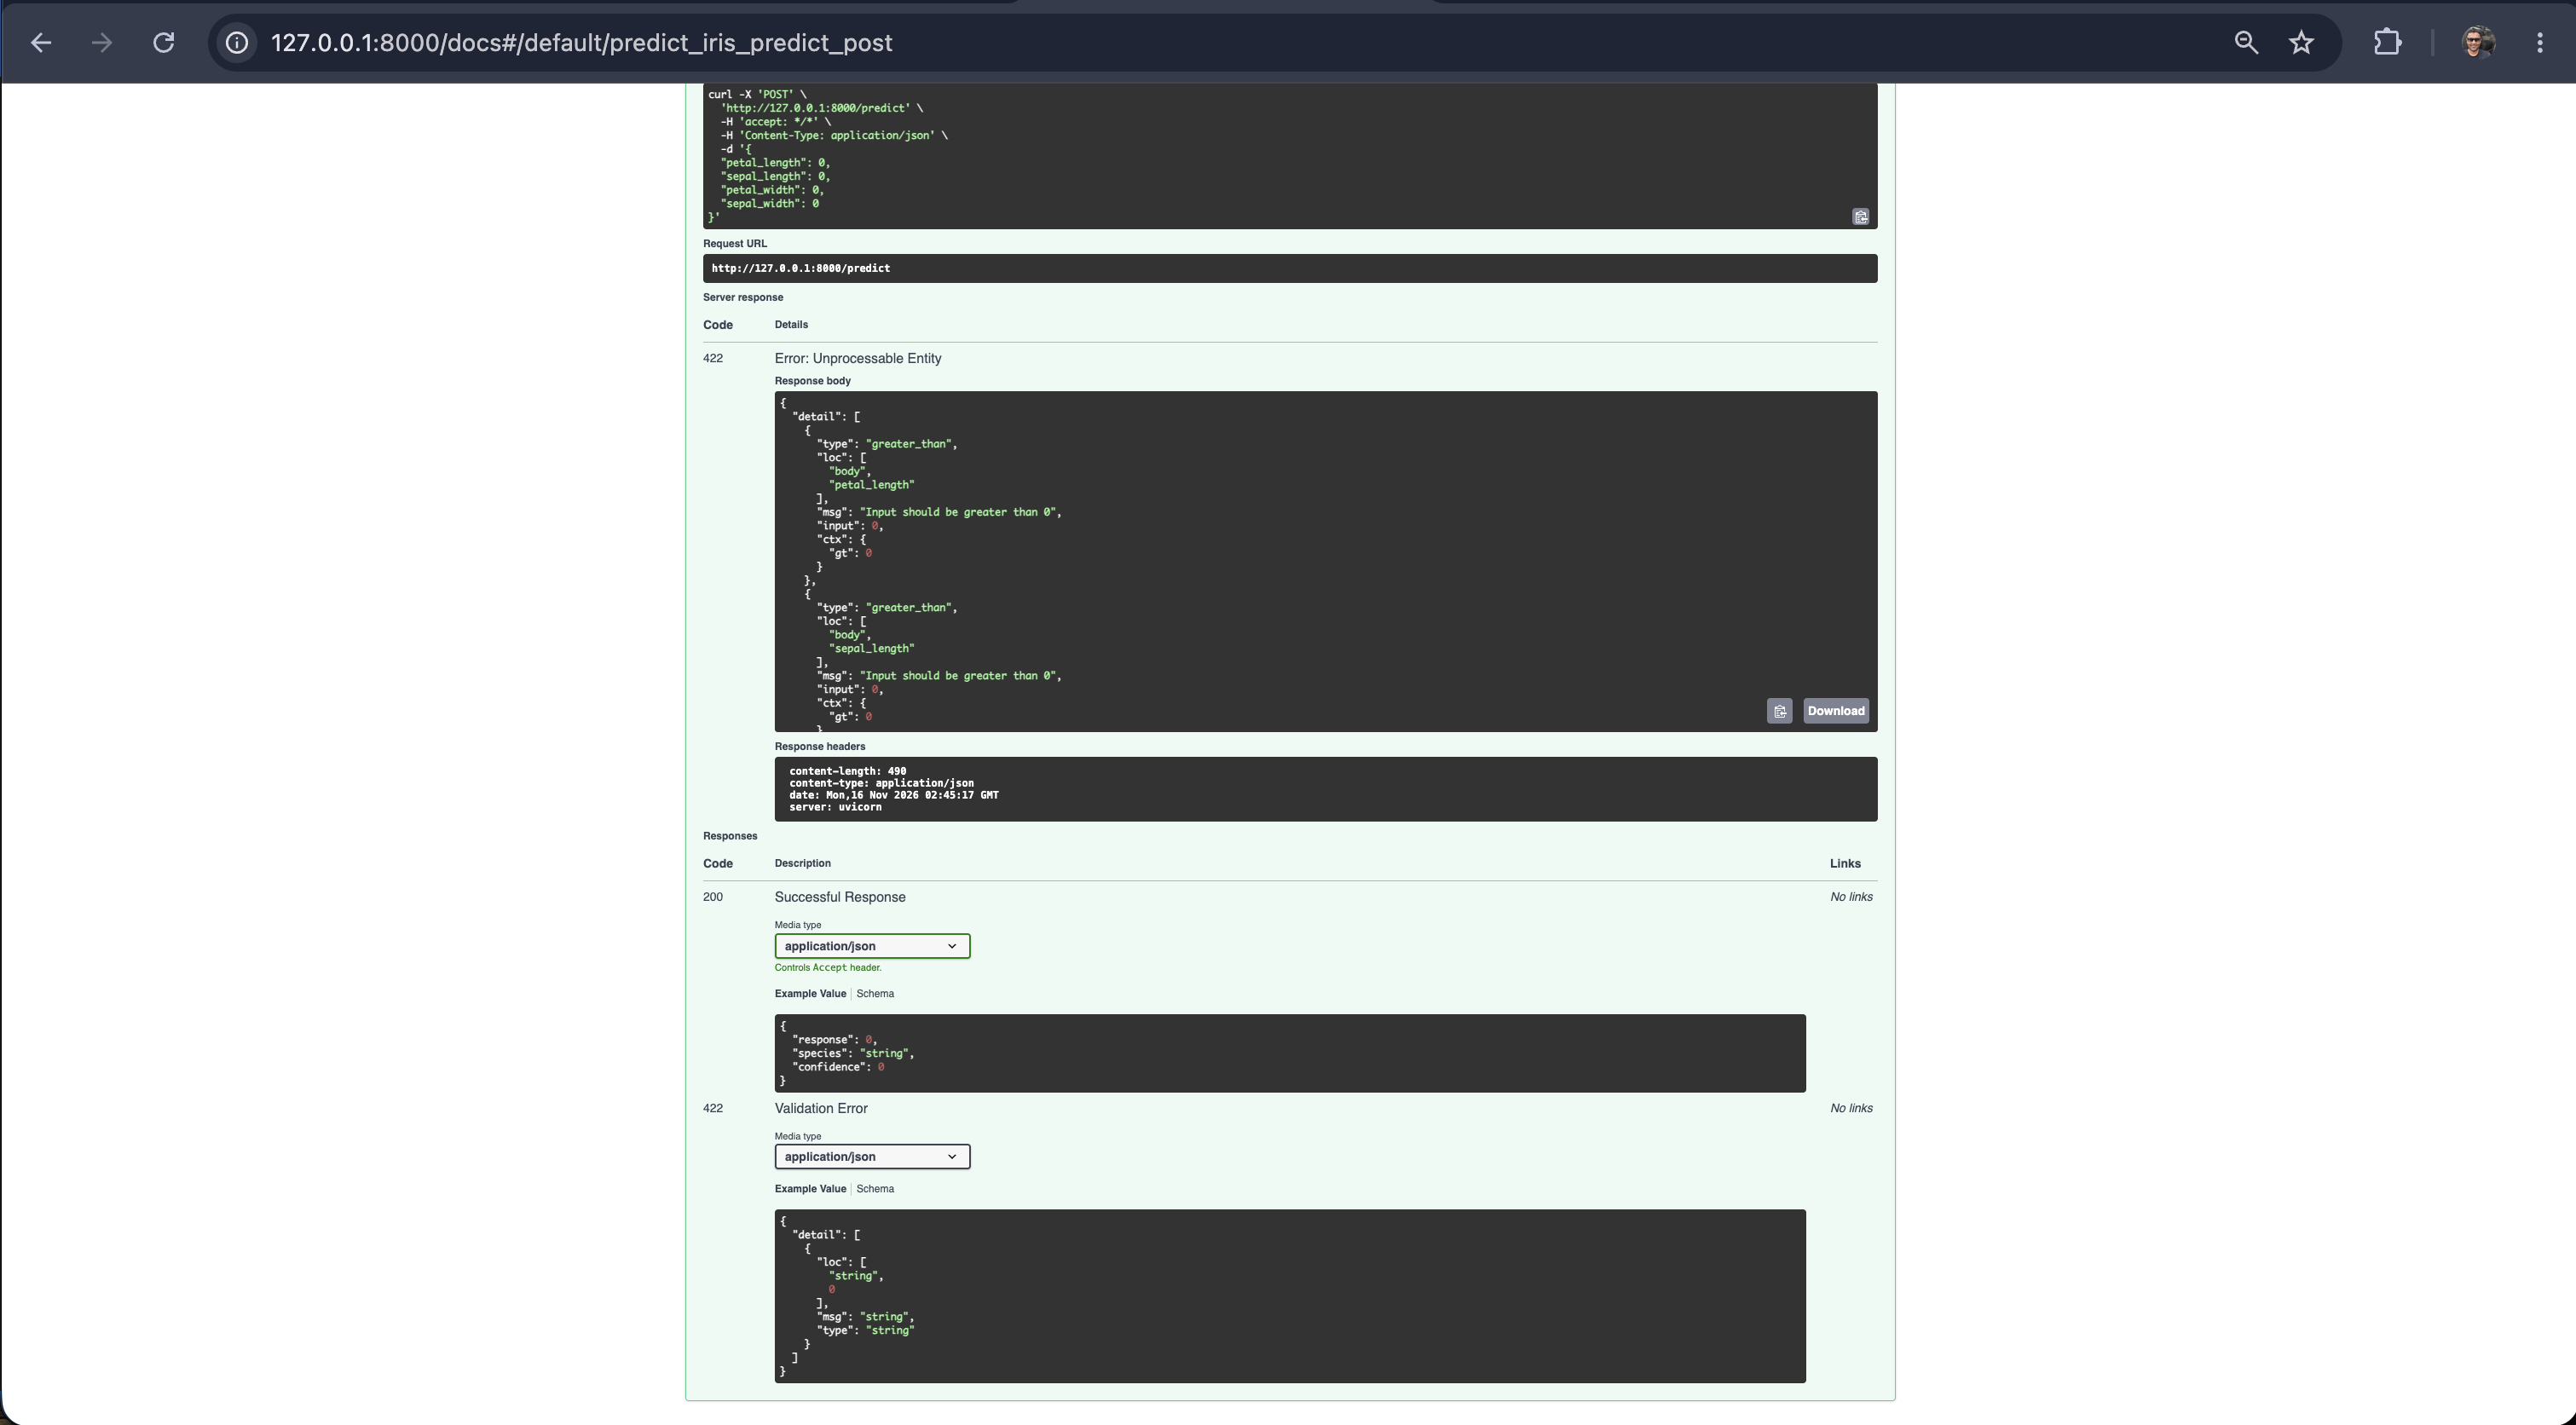 127.0.0.1:8000/docs#/default/predict_iris_predict_post
curl -X 'POST' \
  'http://127.0.0.1:8000/predict' \
  -H 'accept: */*' \
  -H 'Content-Type: application/json' \
  -d '{
  "petal_length": 0,
  "sepal_length": 0,
  "petal_width": 0,
  "sepal_width": 0
}'
Request URL
http://127.0.0.1:8000/predict
Server response
Code Details
422 Error: Unprocessable Entity
Response body
{
  "detail": [
    {
      "type": "greater_than",
      "loc": [
        "body",
        "petal_length"
      ],
      "msg": "Input should be greater than 0",
      "input": 0,
      "ctx": {
        "gt": 0
      }
    },
    {
      "type": "greater_than",
      "loc": [
        "body",
        "sepal_length"
      ],
      "msg": "Input should be greater than 0",
      "input": 0,
      "ctx": {
        "gt": 0
      }
Download
Response headers
content-length: 490
content-type: application/json
date: Mon,16 Nov 2026 02:45:17 GMT
server: uvicorn
Responses
Code Description Links
200 Successful Response No links
Media type
application/json
Controls Accept header.
Example Value Schema
{
  "response": 0,
  "species": "string",
  "confidence": 0
}
422 Validation Error No links
Media type
application/json
Example Value Schema
{
  "detail": [
    {
      "loc": [
        "string",
        0
      ],
      "msg": "string",
      "type": "string"
    }
  ]
}